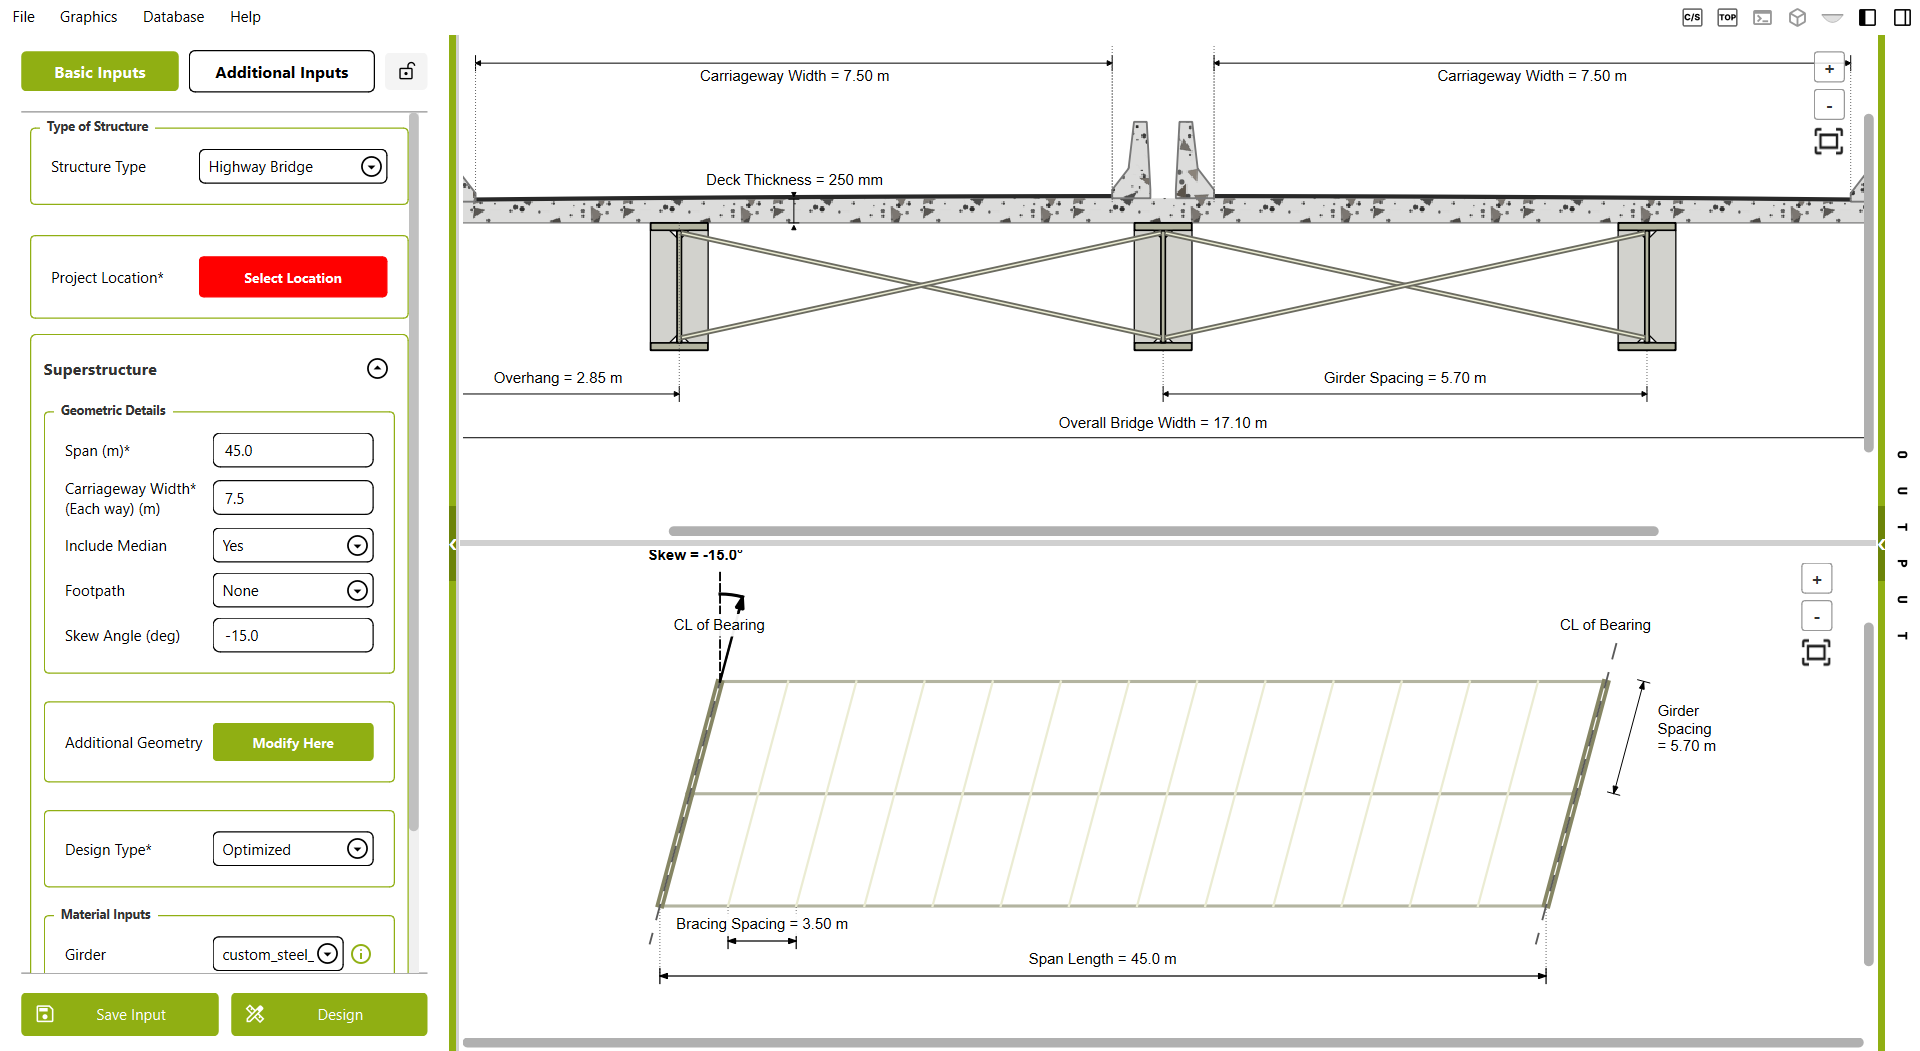 File Graphics Database Help
C/S TOP
Basic Inputs
Additional Inputs
Type of Structure
Structure Type
Highway Bridge
Project Location*
Select Location
Superstructure
Geometric Details
Span (m)*
45.0
Carriageway Width*
(Each way) (m)
7.5
Include Median
Yes
Footpath
None
Skew Angle (deg)
-15.0
Additional Geometry
Modify Here
Design Type*
Optimized
Material Inputs
Girder
custom_steel_
Save Input
Design
Carriageway Width = 7.50 m
Carriageway Width = 7.50 m
Deck Thickness = 250 mm
Overhang = 2.85 m
Girder Spacing = 5.70 m
Overall Bridge Width = 17.10 m
+
-
Skew = -15.0°
CL of Bearing
CL of Bearing
Girder
Spacing
= 5.70 m
Bracing Spacing = 3.50 m
Span Length = 45.0 m
+
-
OUTPUT